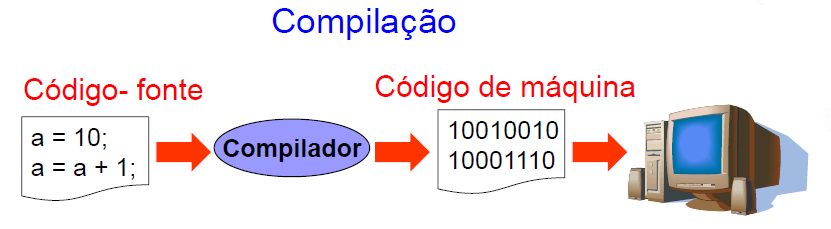 Compilação
Código- fonte
a = 10;
a = a + 1;
Compilador
Código de máquina
10010010
10001110